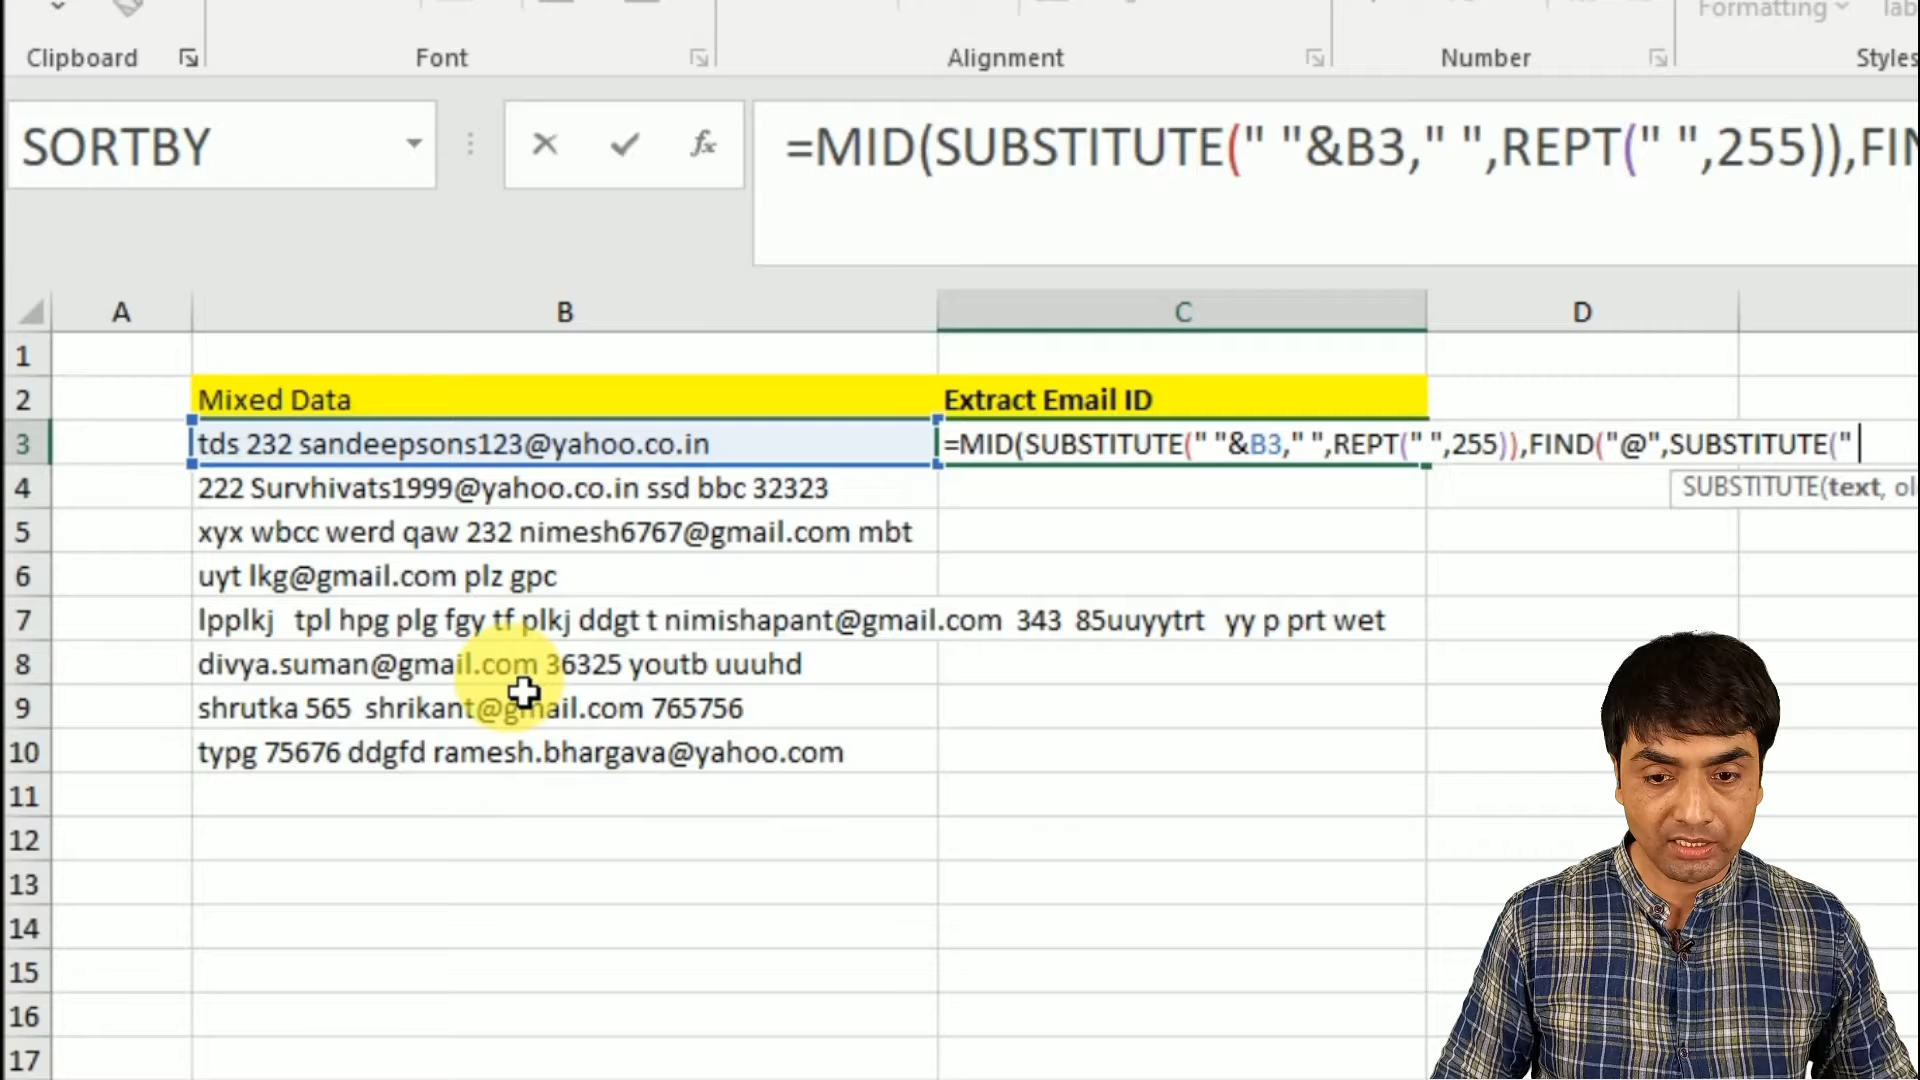 Formatting
Clipboard Font Alignment Number Styles
SORTBY fx =MID(SUBSTITUTE(" "&B3," ",REPT(" ",255)),FIN
A B C D
1
2 Mixed Data Extract Email ID
3 tds 232 sandeepsons123@yahoo.co.in =MID(SUBSTITUTE(" "&B3," ",REPT(" ",255)),FIND("@",SUBSTITUTE("
SUBSTITUTE(text, ol
4 222 Survhivats1999@yahoo.co.in ssd bbc 32323
5 xyx wbcc werd qaw 232 nimesh6767@gmail.com mbt
6 uyt lkg@gmail.com plz gpc
7 lpplkj tpl hpg plg fgy tf plkj ddgt t nimishapant@gmail.com 343 85uuyytrt yy p prt wet
8 divya.suman@gmail.com 36325 youtb uuuhd
9 shrutka 565 shrikant@gmail.com 765756
10 typg 75676 ddgfd ramesh.bhargava@yahoo.com
11
12
13
14
15
16
17